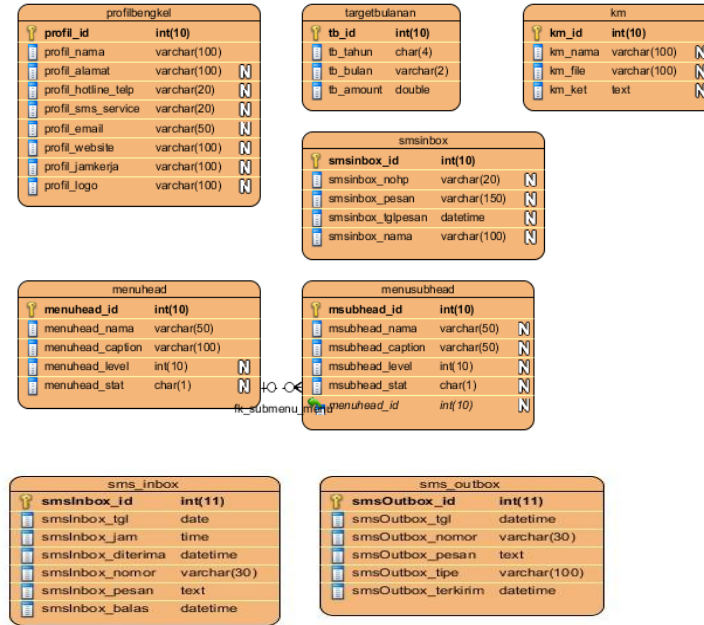 profilbengkel
profil_id int(10)
profil_nama varchar(100)
profil_alamat varchar(100) N
profil_hotline_telp varchar(20) N
profil_sms_service varchar(20) N
profil_email varchar(50) N
profil_website varchar(100) N
profil_jamkerja varchar(100) N
profil_logo varchar(100) N
targetbulanan
tb_id int(10)
tb_tahun char(4)
tb_bulan varchar(2)
tb_amount double
km
km_id int(10)
km_nama varchar(100) N
km_file varchar(100) N
km_ket text N
smsinbox
smsinbox_id int(10)
smsinbox_nohp varchar(20) N
smsinbox_pesan varchar(150) N
smsinbox_tglpesan datetime N
smsinbox_nama varchar(100) N
menuhead
menuhead_id int(10)
menuhead_nama varchar(50)
menuhead_caption varchar(100)
menuhead_level int(10) N
menuhead_stat char(1) N
fk_submenu_menu
menusubhead
msubhead_id int(10)
msubhead_nama varchar(50) N
msubhead_caption varchar(50) N
msubhead_level int(10) N
msubhead_stat char(1) N
menuhead_id int(10) N
sms_inbox
smsInbox_id int(11)
smsInbox_tgl date
smsInbox_jam time
smsInbox_diterima datetime
smsInbox_nomor varchar(30)
smsInbox_pesan text
smsInbox_balas datetime
sms_outbox
smsOutbox_id int(11)
smsOutbox_tgl datetime
smsOutbox_nomor varchar(30)
smsOutbox_pesan text
smsOutbox_tipe varchar(100)
smsOutbox_terkirim datetime